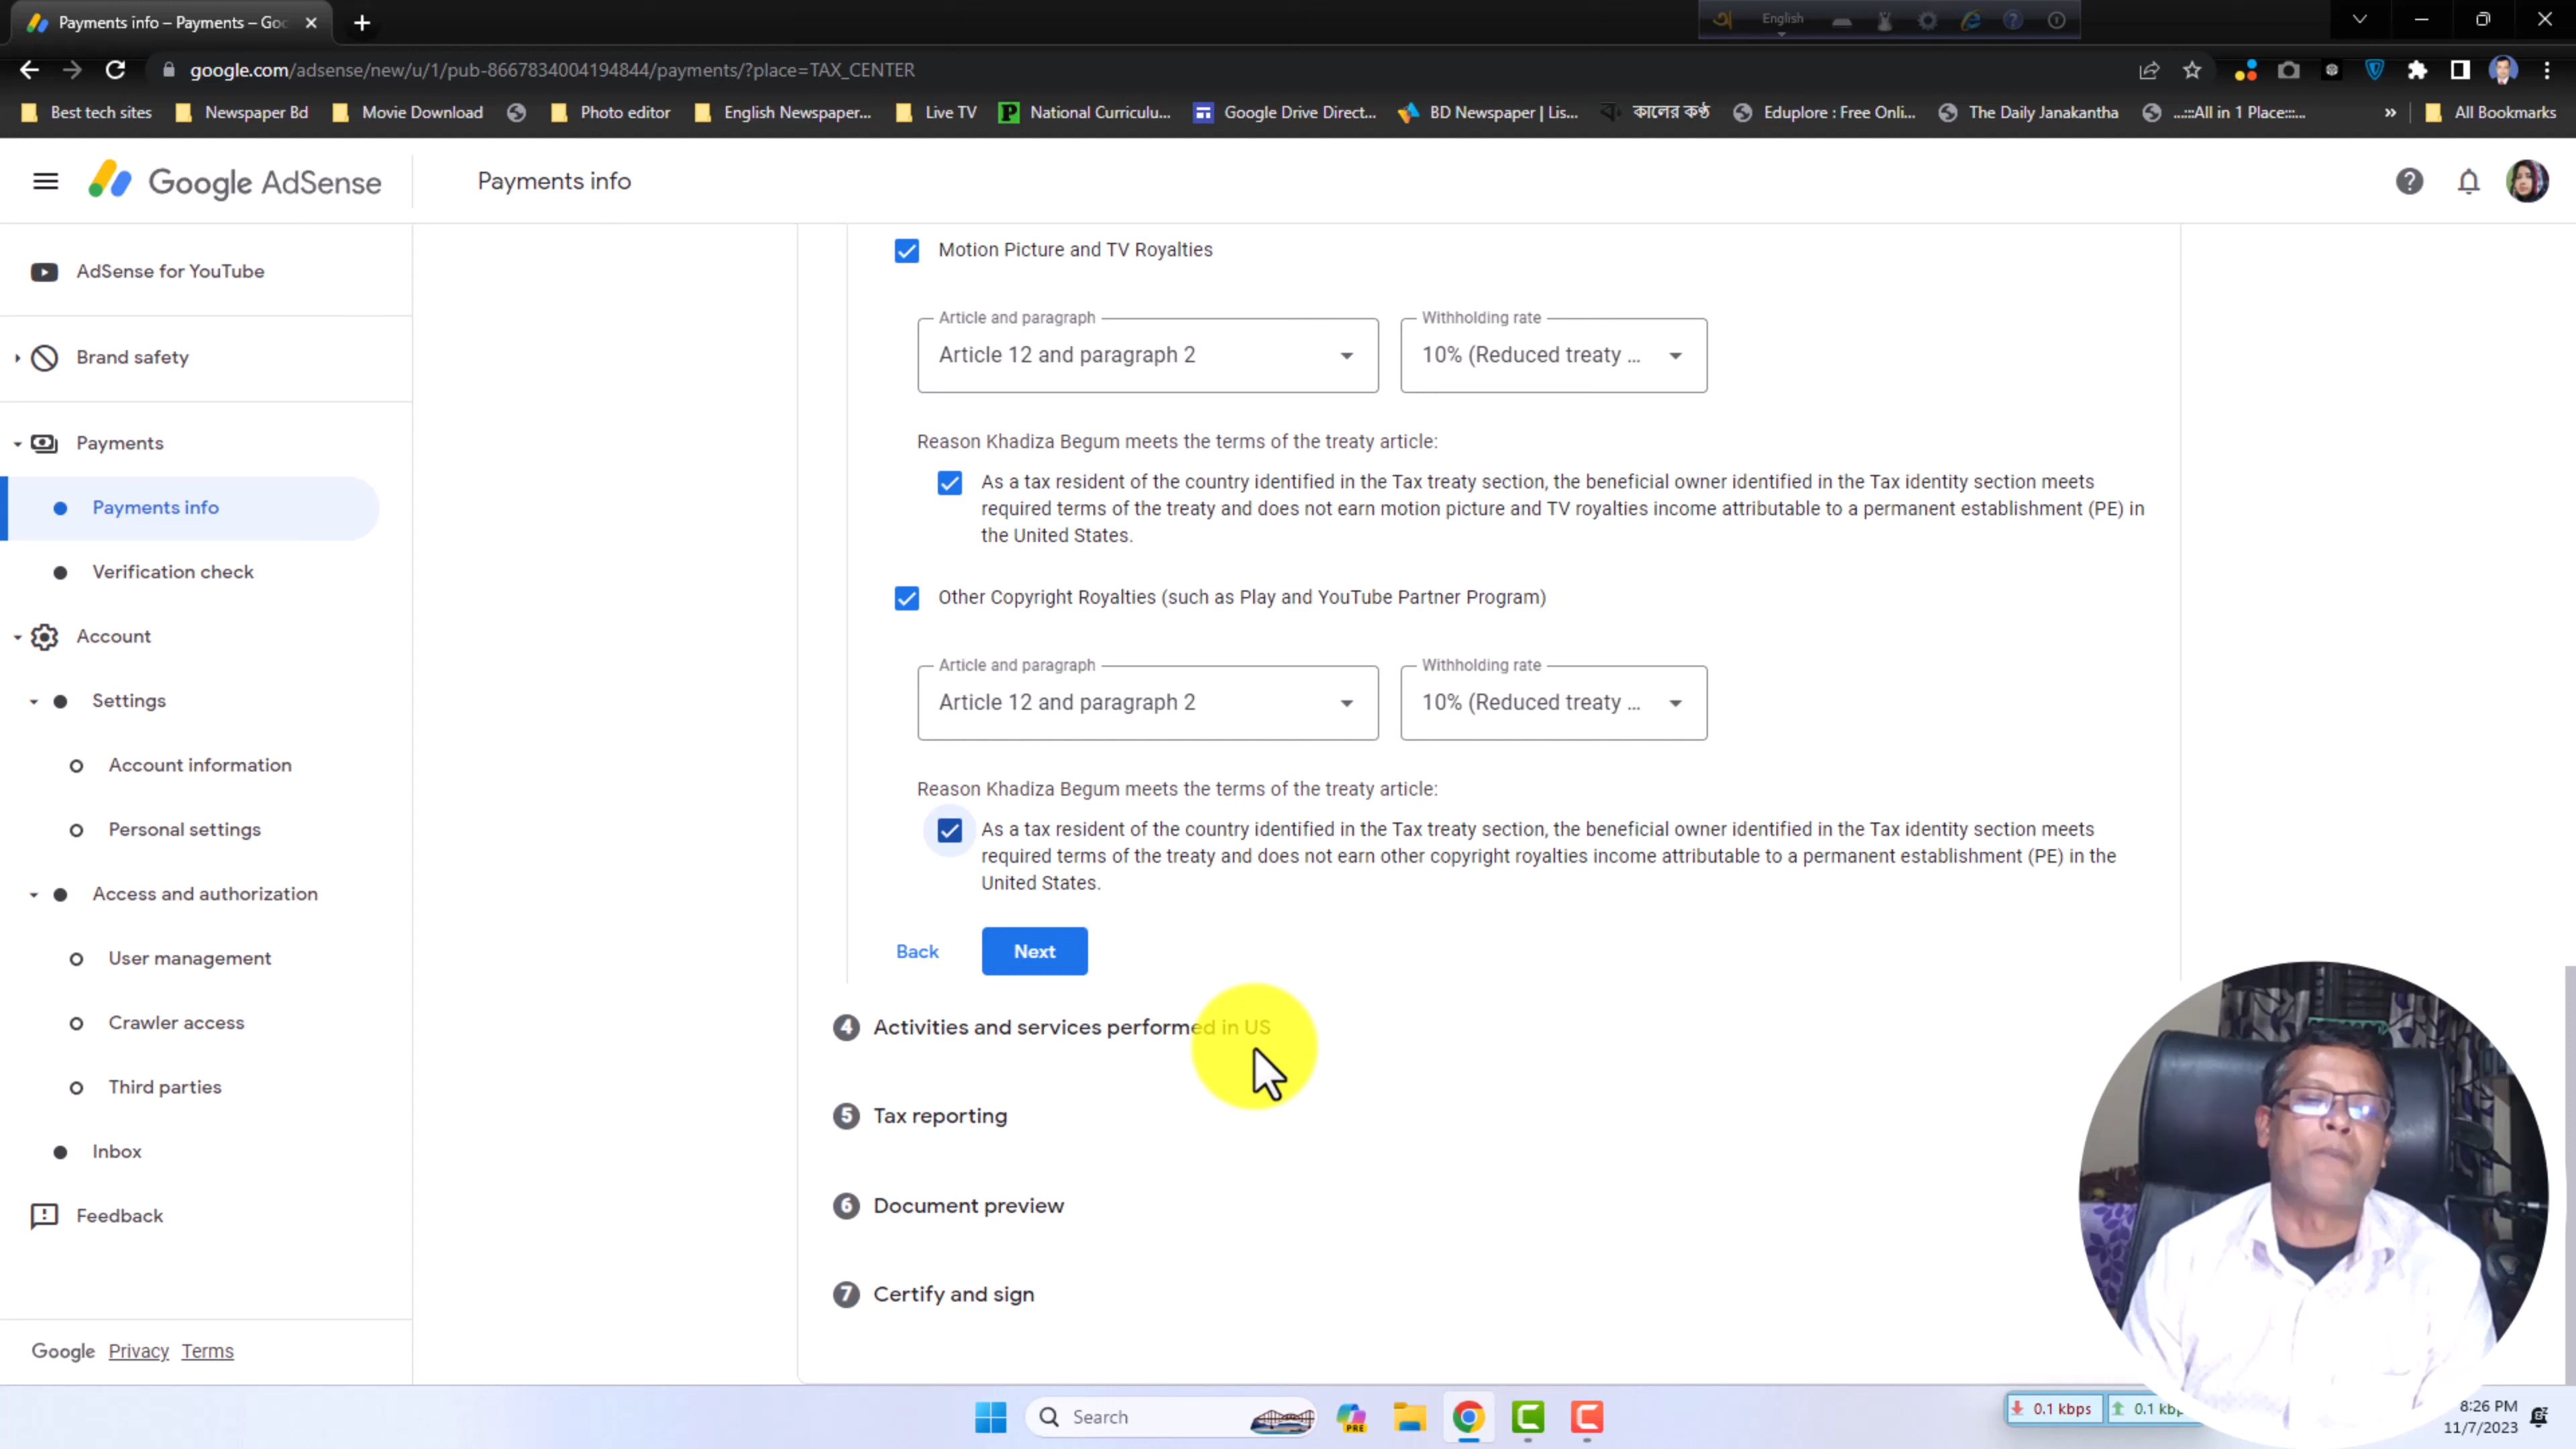 Payments info – Payments – Goo
English
google.com/adsense/new/u/1/pub-8667834004194844/payments/?place=TAX_CENTER
Best tech sites Newspaper Bd Movie Download Photo editor English Newspaper... Live TV National Curriculu... Google Drive Direct... BD Newspaper | Lis... কালের কণ্ঠ Eduplore : Free Onli... The Daily Janakantha ...::All in 1 Place:::... » All Bookmarks
Google AdSense Payments info
AdSense for YouTube
Brand safety
Payments
Payments info
Verification check
Account
Settings
Account information
Personal settings
Access and authorization
User management
Crawler access
Third parties
Inbox
Feedback
Google Privacy Terms
Motion Picture and TV Royalties
Article and paragraph Withholding rate
Article 12 and paragraph 2 10% (Reduced treaty ...
Reason Khadiza Begum meets the terms of the treaty article:
As a tax resident of the country identified in the Tax treaty section, the beneficial owner identified in the Tax identity section meets
required terms of the treaty and does not earn motion picture and TV royalties income attributable to a permanent establishment (PE) in
the United States.
Other Copyright Royalties (such as Play and YouTube Partner Program)
Article and paragraph Withholding rate
Article 12 and paragraph 2 10% (Reduced treaty ...
Reason Khadiza Begum meets the terms of the treaty article:
As a tax resident of the country identified in the Tax treaty section, the beneficial owner identified in the Tax identity section meets
required terms of the treaty and does not earn other copyright royalties income attributable to a permanent establishment (PE) in the
United States.
Back Next
4 Activities and services performed in US
5 Tax reporting
6 Document preview
7 Certify and sign
Search
PRE
0.1 kbps 0.1 kbp
8:26 PM
11/7/2023